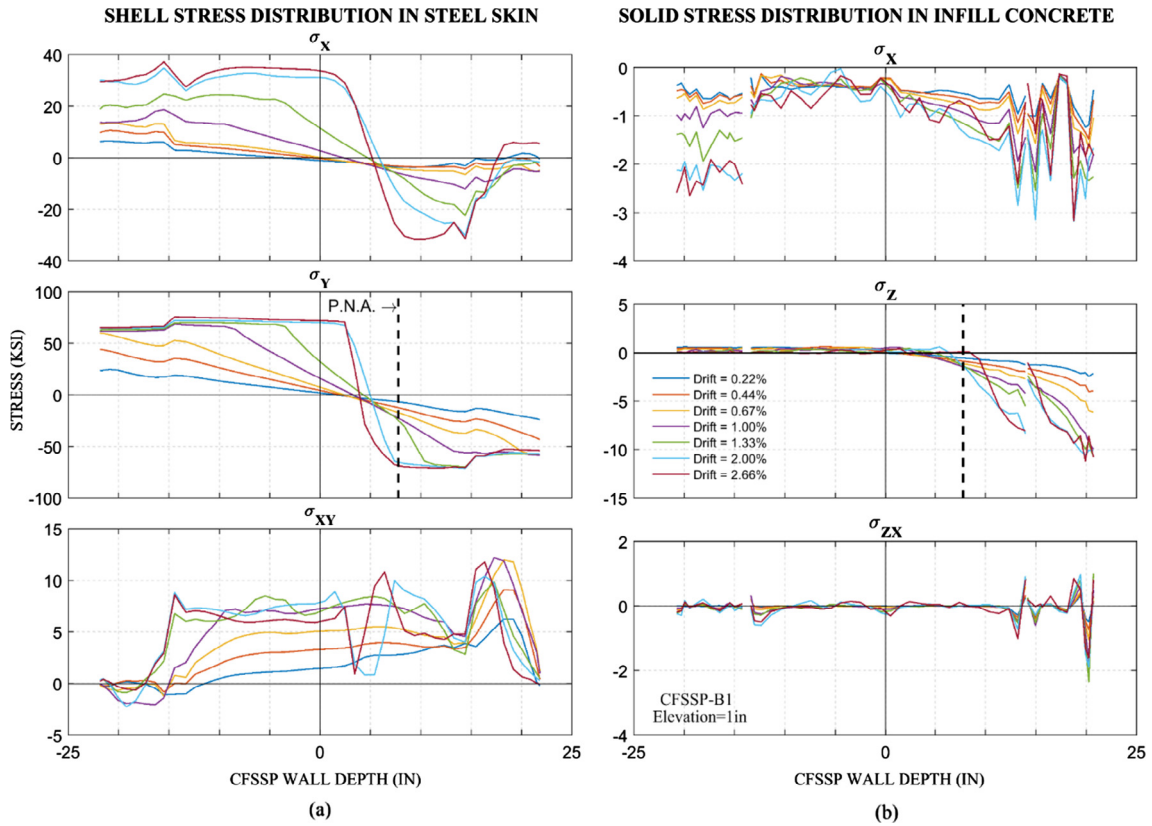 SHELL STRESS DISTRIBUTION IN STEEL SKIN
SOLID STRESS DISTRIBUTION IN INFILL CONCRETE
σX
40
20
0
-20
-40
σX
0
-1
-2
-3
-4
σY
P.N.A. →
100
50
0
-50
-100
STRESS (KSI)
σZ
5
0
-5
-10
-15
Drift = 0.22%
Drift = 0.44%
Drift = 0.67%
Drift = 1.00%
Drift = 1.33%
Drift = 2.00%
Drift = 2.66%
σXY
15
10
5
0
-5
-25 0 25
CFSSP WALL DEPTH (IN)
(a)
σZX
2
0
-2
-4
CFSSP-B1
Elevation=1in
-25 0 25
CFSSP WALL DEPTH (IN)
(b)